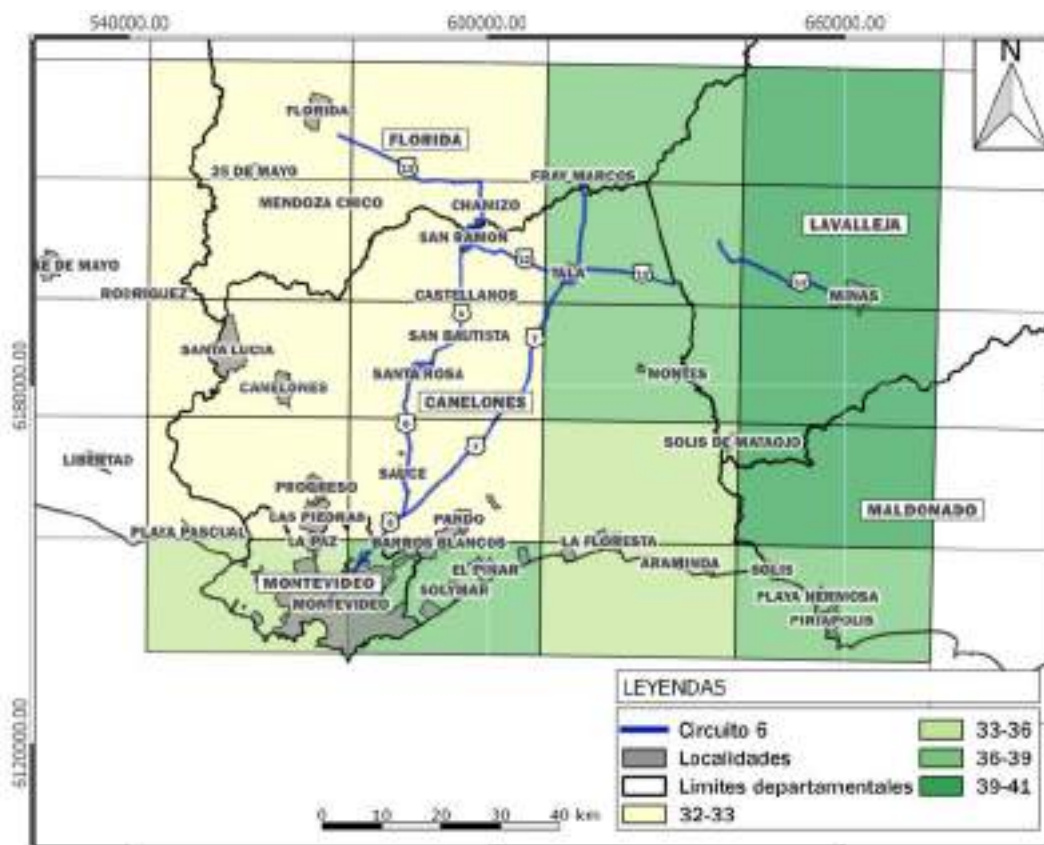 540000.00 600000.00 660000.00
N
FLORIDA
FLORIDA
25 DE MAYO
FRAY MARCOS
MENDOZA CHICO
CHAMIZO
LAVALLEJA
SAN RAMON
DE MAYO
TALA
RODRIGUEZ
CASTELLANOS
MINAS
SAN BAUTISTA
SANTA LUCIA
SANTA ROSA
MONTES
CANELONES
CANELONES
6180000.00
SOLIS DE MATAOJO
LIBERTAD
SAUCE
PROGRESO
MALDONADO
LAS PIEDRAS
PANDO
PLAYA PASCUAL
LA PAZ
BARROS BLANCOS
LA FLORESTA
EL PINAR
ARAMINDA
SOLIS
MONTEVIDEO
SOLYMAR
PLAYA HERMOSA
MONTEVIDEO
PIRIAPOLIS
6120000.00
LEYENDAS
Circuito 6
Localidades
Limites departamentales
32-33
33-36
36-39
39-41
0 10 20 30 40 km